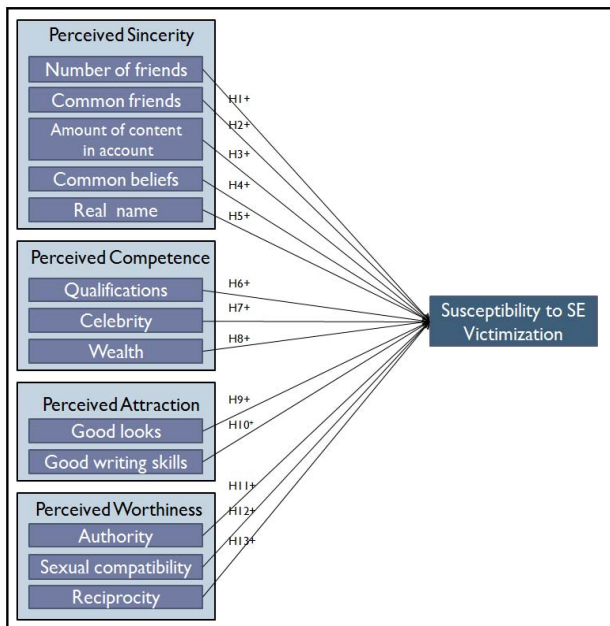 Perceived Sincerity
Number of friends
Common friends
Amount of content
in account
Common beliefs
Real name
H1+
H2+
H3+
H4+
H5+
Perceived Competence
Qualifications
Celebrity
Wealth
H6+
H7+
H8+
Susceptibility to SE
Victimization
Perceived Attraction
Good looks
Good writing skills
H9+
H10+
Perceived Worthiness
Authority
Sexual compatibility
Reciprocity
H11+
H12+
H13+